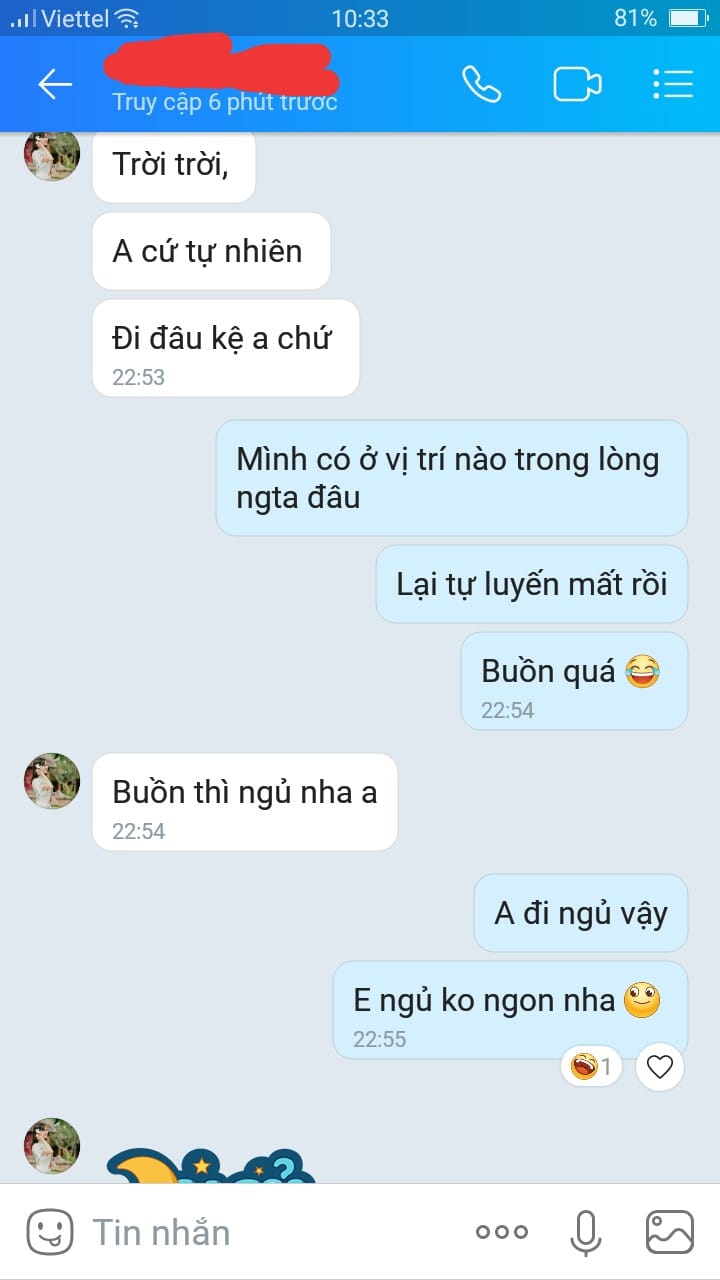 Viettel
10:33
81%
Truy cập 6 phút trước
Trời trời,
A cứ tự nhiên
Đi đâu kệ a chứ
22:53
Mình có ở vị trí nào trong lòng
ngta đâu
Lại tự luyến mất rồi
Buồn quá
22:54
Buồn thì ngủ nha a
22:54
A đi ngủ vậy
E ngủ ko ngon nha
22:55
1
Tin nhắn